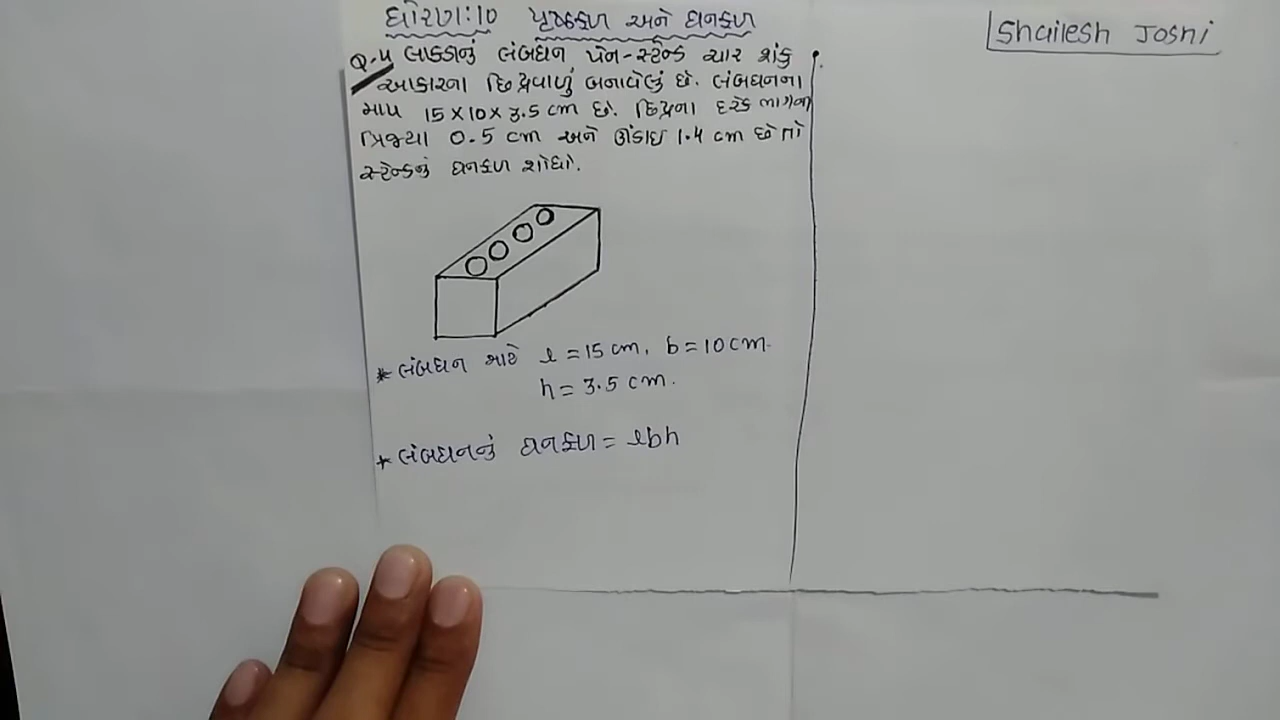 ધોરણ:10 પૃષ્ઠફળ અને ઘનફળ
Shailesh Joshi
Q-4 લાકડાનું લંબઘન પેન-સ્ટેન્ડ ચાર શંકુ
આકારના છિદ્રોવાળું બનાવેલું છે. લંબઘનના
માપ 15 X 10 X 3.5 cm છે. છિદ્રના દરેક ભાગની
ત્રિજ્યા 0.5 cm અને ઊંડાઇ 1.4 cm છે તો
સ્ટેન્ડનું ઘનફળ શોધો.
* લંબઘન માટે l = 15 cm, b = 10 cm.
h = 3.5 cm.
* લંબઘનનું ઘનફળ = lbh